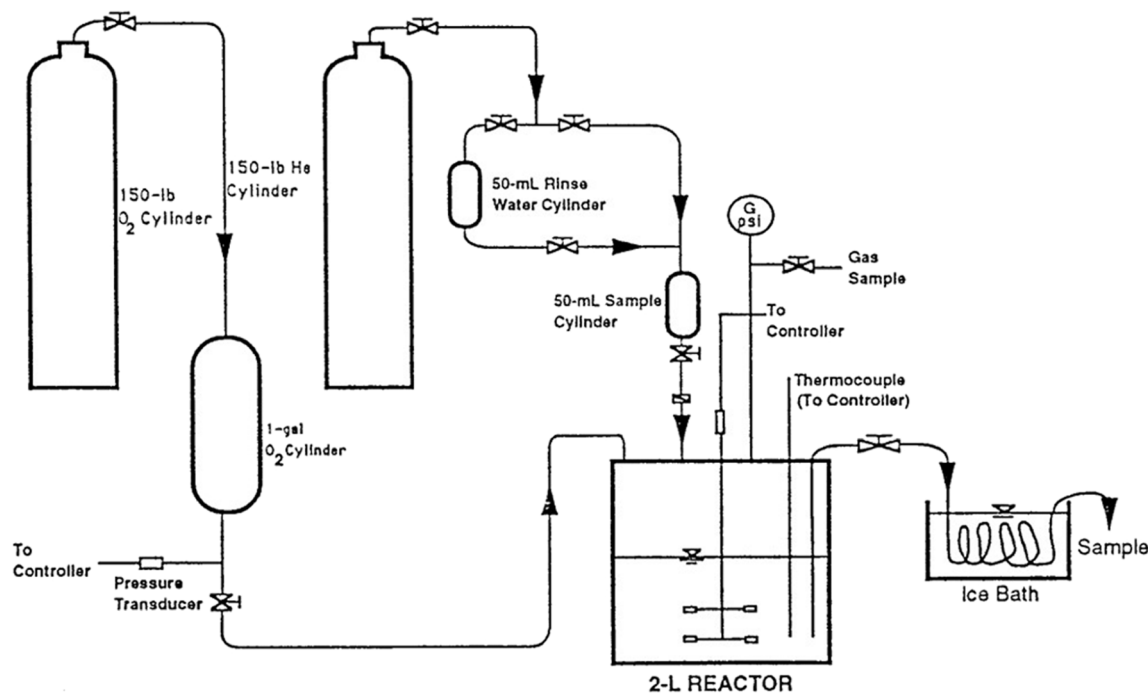 150-lb
O2 Cylinder
150-lb He
Cylinder
50-mL Rinse
Water Cylinder
G
psi
Gas
Sample
50-mL Sample
Cylinder
To
Controller
Thermocouple
(To Controller)
1-gal
O2 Cylinder
To
Controller
Pressure
Transducer
Sample
Ice Bath
2-L REACTOR